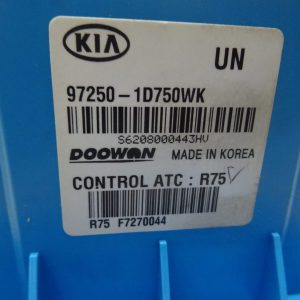 KIA
UN
97250-1D750WK
S6208000443HV
DOOWON MADE IN KOREA
CONTROL ATC : R75
R75 F7270044